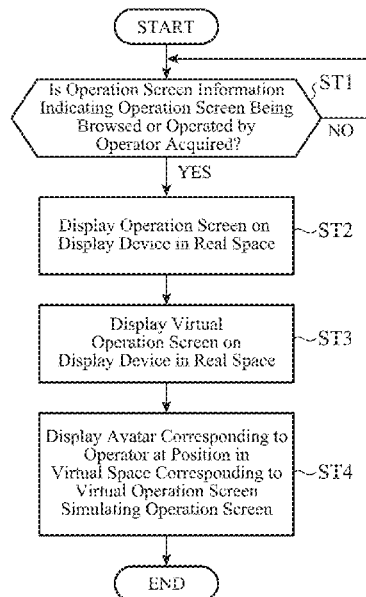 START
Is Operation Screen Information
Indicating Operation Screen Being
Browsed or Operated by
Operator Acquired?
ST1
NO
YES
Display Operation Screen on
Display Device in Real Space
ST2
Display Virtual
Operation Screen on
Display Device in Real Space
ST3
Display Avatar Corresponding to
Operator at Position in
Virtual Space Corresponding to
Virtual Operation Screen
Simulating Operation Screen
ST4
END